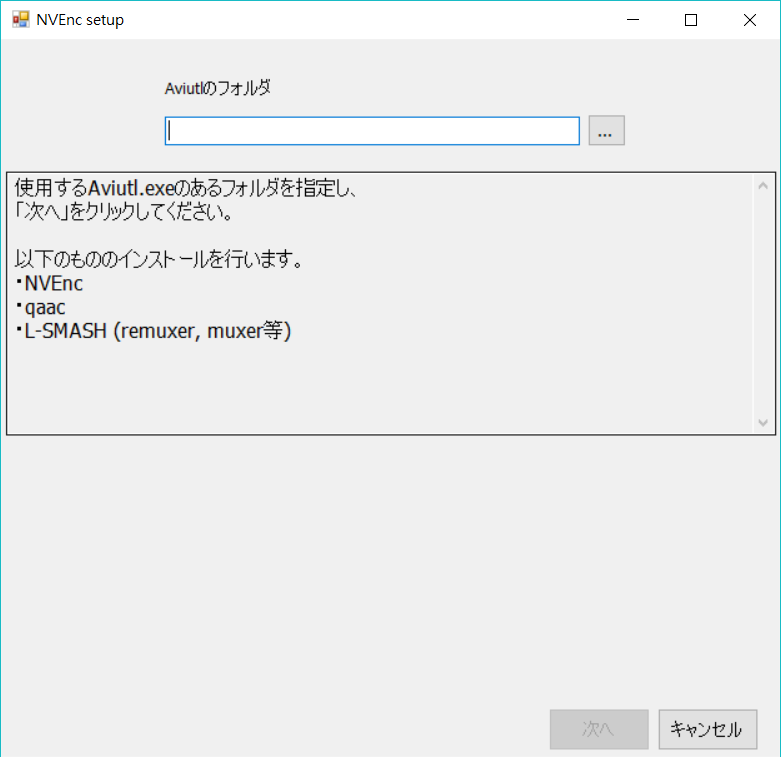 NVEnc setup
Aviutlのフォルダ
...
使用するAviutl.exeのあるフォルダを指定し、
「次へ」をクリックしてください。
以下のもののインストールを行います。
・NVEnc
・qaac
・L-SMASH (remuxer, muxer等)
次へ
キャンセル